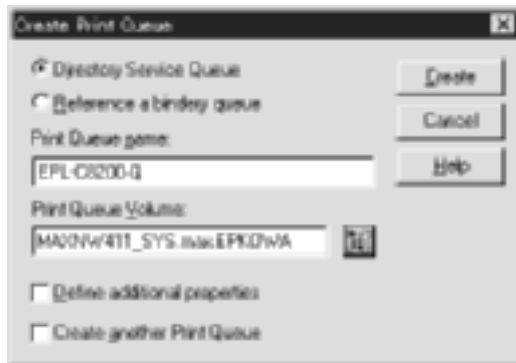 Create Print Queue
Directory Service Queue
Reference a bindery queue
Print Queue name:
EPL-C8200-Q
Print Queue Volume:
Define additional properties
Create another Print Queue
Create
Cancel
Help